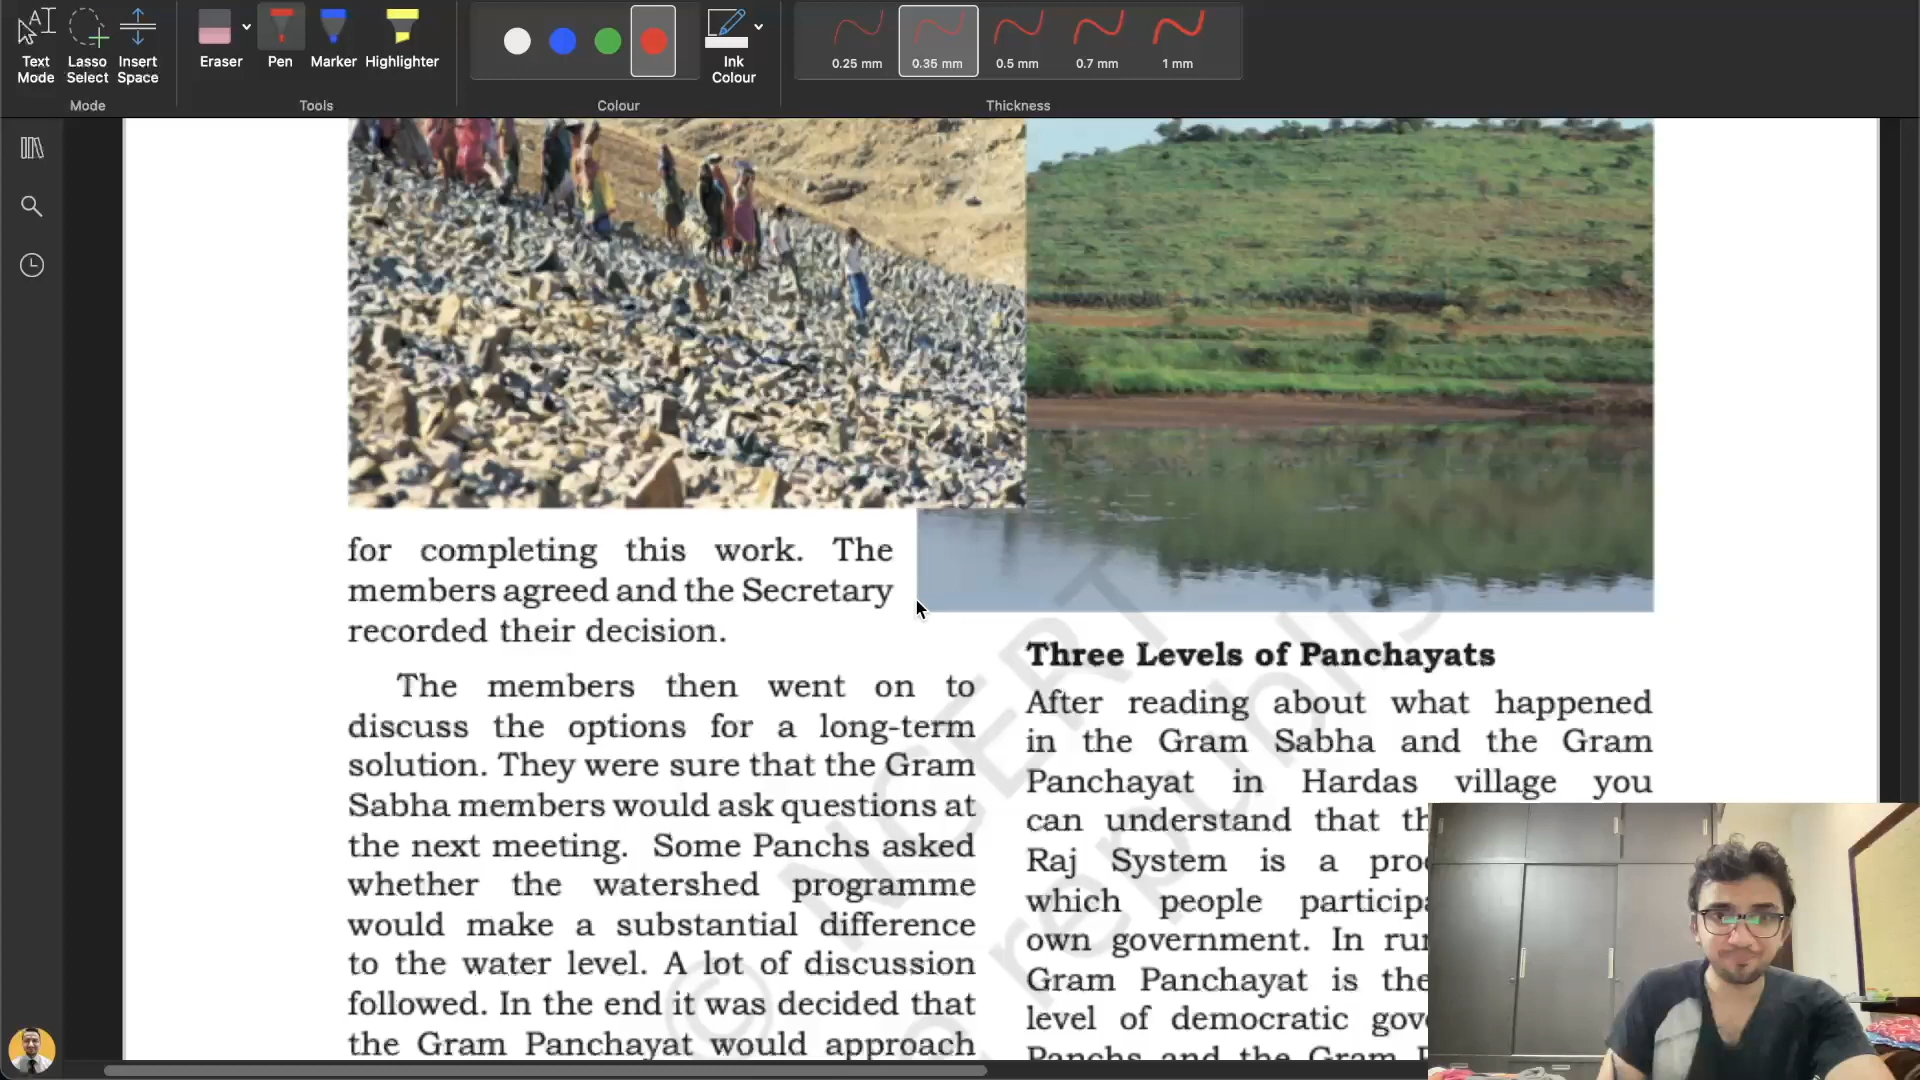 Text
Mode
Lasso
Select
Insert
Space
Mode
Eraser
Pen
Marker
Highlighter
Tools
Colour
Ink
Colour
0.25 mm
0.35 mm
0.5 mm
0.7 mm
1 mm
Thickness
for completing this work. The
members agreed and the Secretary
recorded their decision.
The members then went on to
discuss the options for a long-term
solution. They were sure that the Gram
Sabha members would ask questions at
the next meeting. Some Panchs asked
whether the watershed programme
would make a substantial difference
to the water level. A lot of discussion
followed. In the end it was decided that
the Gram Panchayat would approach
Three Levels of Panchayats
After reading about what happened
in the Gram Sabha and the Gram
Panchayat in Hardas village you
can understand that
Raj System is a
which people
own government. In
Gram Panchayat is the
level of democratic
Panchs and the Gram
© NCERT
republis